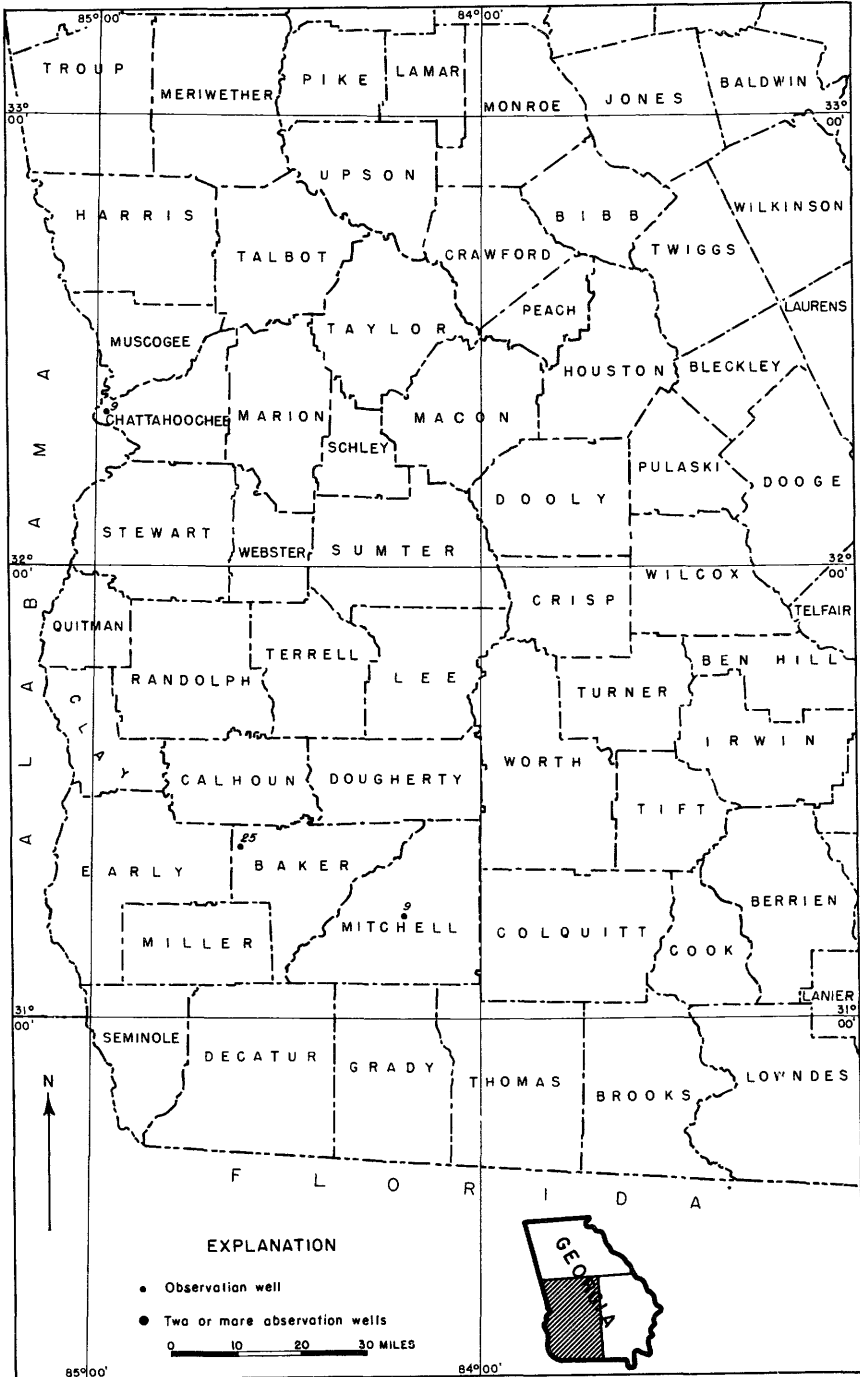 85° 00'
84° 00'
TROUP
MERIWETHER
PIKE
LAMAR
MONROE
JONES
BALDWIN
33° 00'
33° 00'
UPSON
HARRIS
TALBOT
CRAWFORD
BIBB
TWIGGS
WILKINSON
PEACH
LAURENS
TAYLOR
MUSCOGEE
HOUSTON
BLECKLEY
9
CHATTAHOOCHEE
MARION
MACON
SCHLEY
PULASKI
DOOGE
DOOLY
STEWART
WEBSTER
SUMTER
32° 00'
32° 00'
WILCOX
CRISP
TELFAIR
QUITMAN
TERRELL
RANDOLPH
LEE
BEN HILL
TURNER
CLAY
IRWIN
WORTH
CALHOUN
DOUGHERTY
TIFT
ALABAMA
25
EARLY
BAKER
9
MITCHELL
MILLER
COLQUITT
COOK
BERRIEN
LANIER
31° 00'
31° 00'
SEMINOLE
DECATUR
GRADY
THOMAS
BROOKS
LOWNDES
N
FLORIDA
EXPLANATION
Observation well
Two or more observation wells
0 10 20 30 MILES
GEORGIA
85° 00'
84° 00'